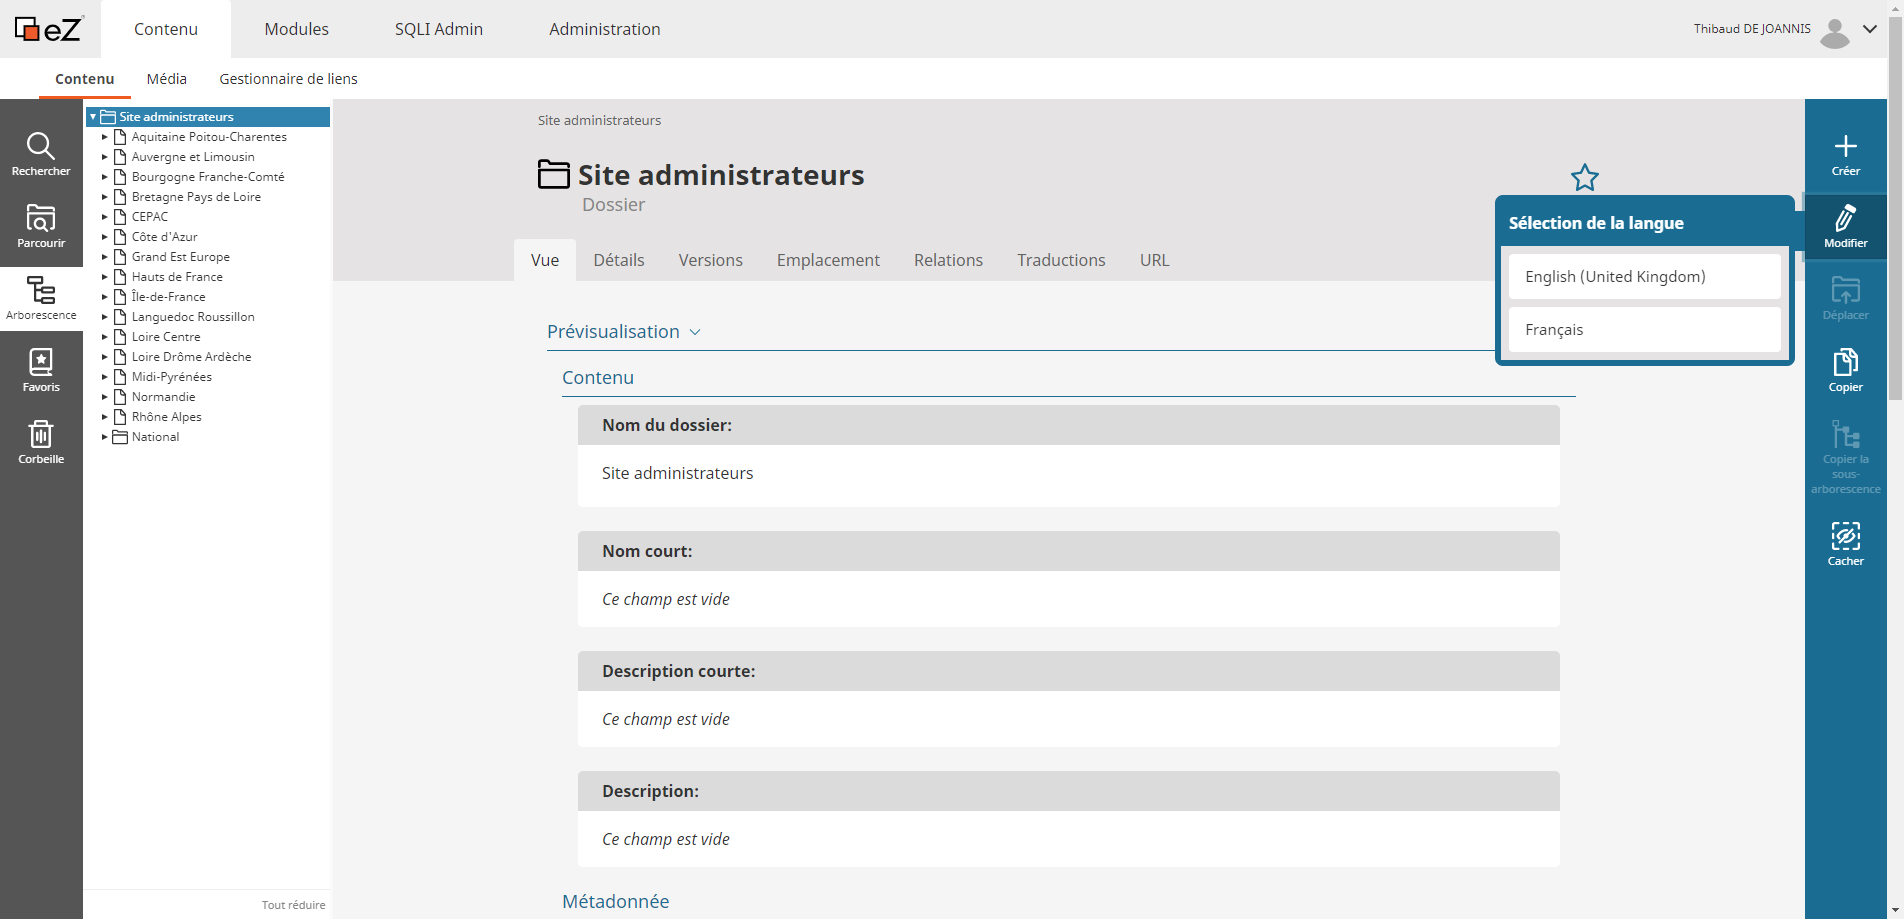 eZ
Contenu
Modules
SQLI Admin
Administration
Thibaud DE JOANNIS
Contenu
Média
Gestionnaire de liens
Rechercher
Parcourir
Arborescence
Favoris
Corbeille
Site administrateurs
Aquitaine Poitou-Charentes
Auvergne et Limousin
Bourgogne Franche-Comté
Bretagne Pays de Loire
CEPAC
Côte d'Azur
Grand Est Europe
Hauts de France
Île-de-France
Languedoc Roussillon
Loire Centre
Loire Drôme Ardèche
Midi-Pyrénées
Normandie
Rhône Alpes
National
Tout réduire
Site administrateurs
Site administrateurs
Dossier
Vue
Détails
Versions
Emplacement
Relations
Traductions
URL
Prévisualisation
Contenu
Nom du dossier:
Site administrateurs
Nom court:
Ce champ est vide
Description courte:
Ce champ est vide
Description:
Ce champ est vide
Métadonnée
Sélection de la langue
English (United Kingdom)
Français
Créer
Modifier
Déplacer
Copier
Copier la
sous-
arborescence
Cacher